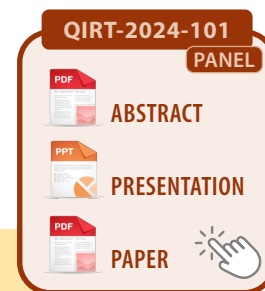 QIRT-2024-101
PANEL
PDF
ABSTRACT
PPT
PRESENTATION
PDF
PAPER